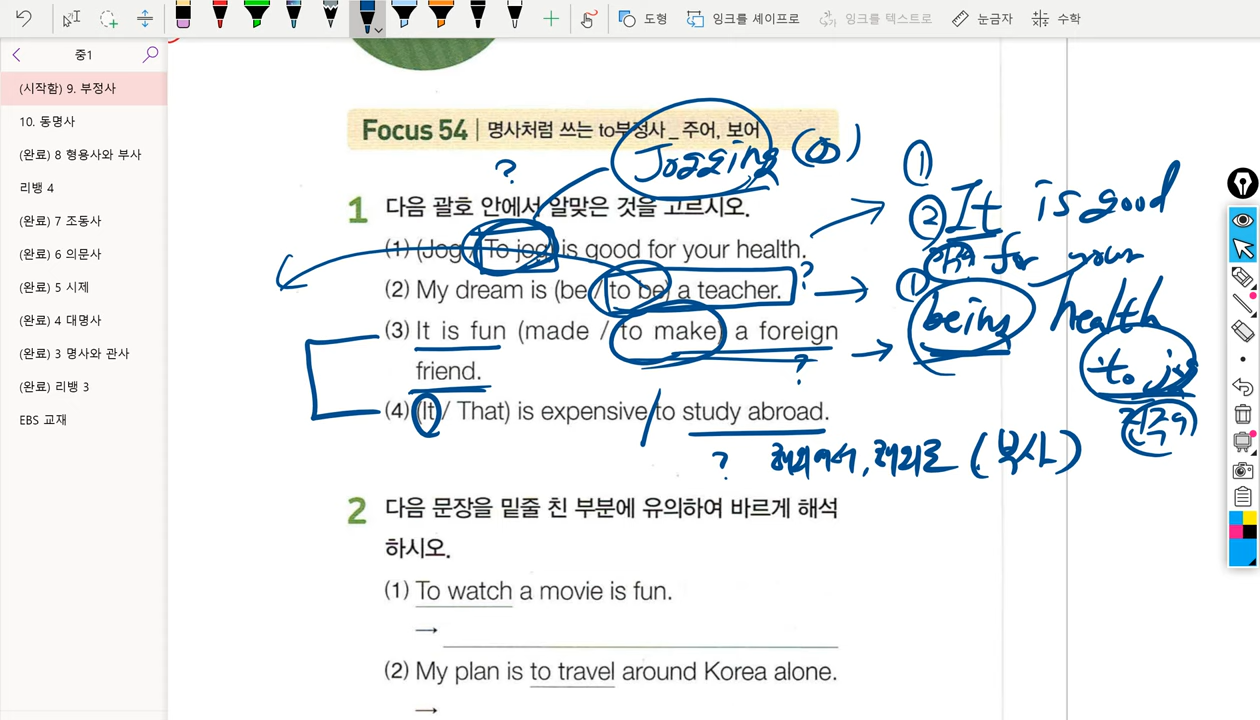 도형
잉크를 셰이프로
잉크를 텍스트로
눈금자
수학
중1
(시작함) 9. 부정사
10. 동명사
(완료) 8 형용사와 부사
리뱅 4
(완료) 7 조동사
(완료) 6 의문사
(완료) 5 시제
(완료) 4 대명사
(완료) 3 명사와 관사
(완료) 리뱅 3
EBS 교재
Focus 54 | 명사처럼 쓰는 to부정사 _ 주어, 보어
Jogging (O)
?
1 다음 괄호 안에서 알맞은 것을 고르시오.
(1) (Jog / To jog) is good for your health.
(2) My dream is (be / to be) a teacher. ?
(3) It is fun (made / to make) a foreign
friend. ?
(4) (It / That) is expensive / to study abroad.
? 해외에서, 해외로 (부사)
①
② It is good
for your
① being health
to jog
2 다음 문장을 밑줄 친 부분에 유의하여 바르게 해석
하시오.
(1) To watch a movie is fun.
→
(2) My plan is to travel around Korea alone.
→